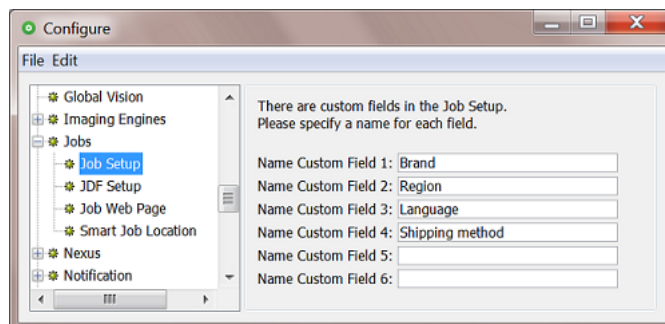 Configure
File Edit
Global Vision
Imaging Engines
Jobs
Job Setup
JDF Setup
Job Web Page
Smart Job Location
Nexus
Notification
There are custom fields in the Job Setup.
Please specify a name for each field.
Name Custom Field 1: Brand
Name Custom Field 2: Region
Name Custom Field 3: Language
Name Custom Field 4: Shipping method
Name Custom Field 5:
Name Custom Field 6: